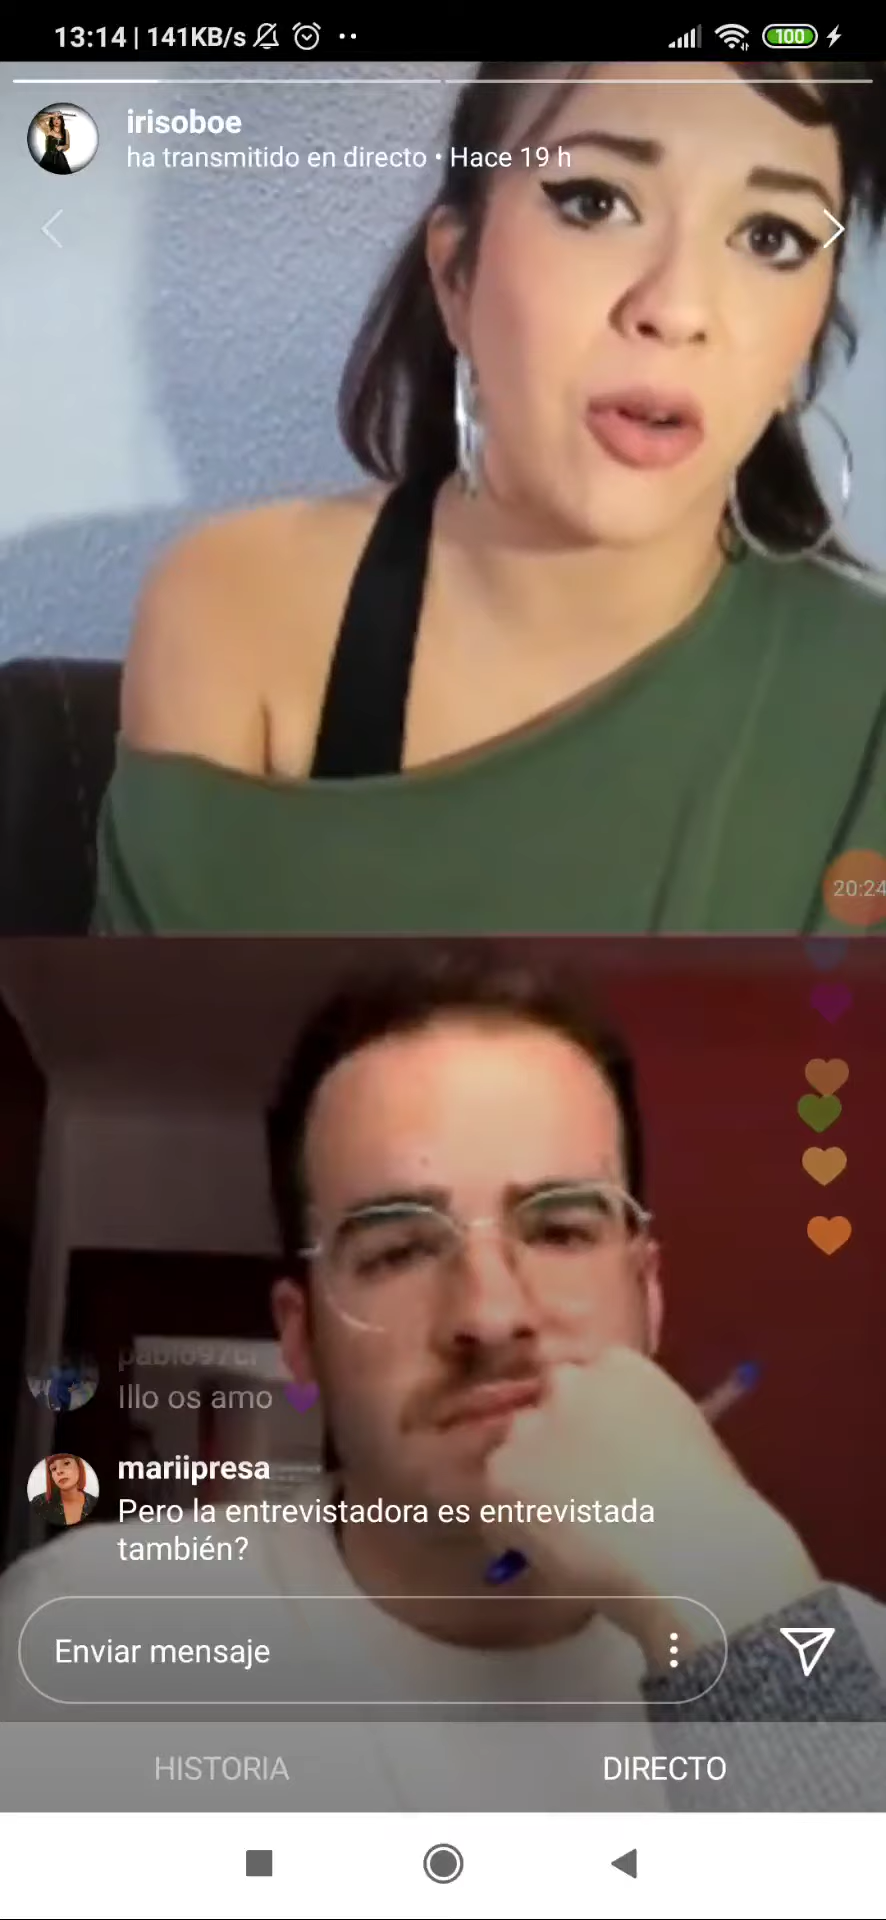 13:14 | 141KB/s
100
irisoboe
ha transmitido en directo • Hace 19 h
20:24
Illo os amo 💜
mariipresa
Pero la entrevistadora es entrevistada
también?
Enviar mensaje
HISTORIA
DIRECTO